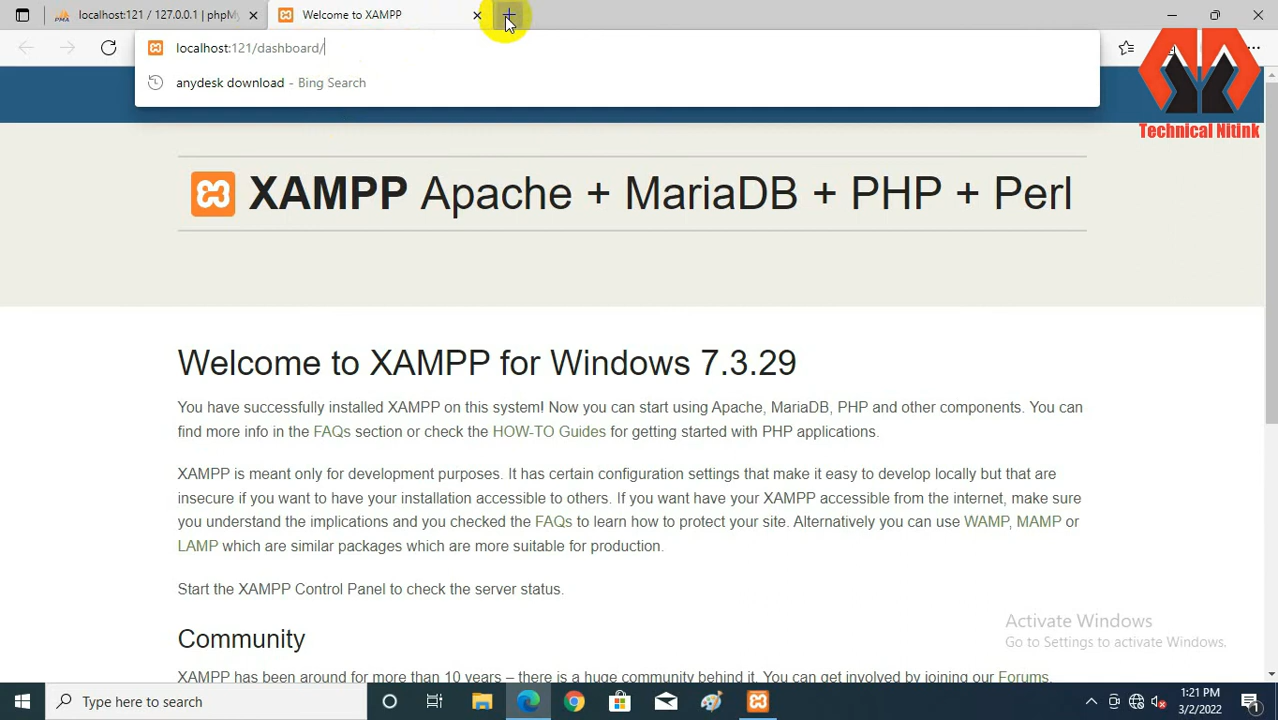 localhost:121 / 127.0.0.1 | phpM
Welcome to XAMPP
localhost:121/dashboard/
anydesk download - Bing Search
Technical Nitink
XAMPP Apache + MariaDB + PHP + Perl
Welcome to XAMPP for Windows 7.3.29
You have successfully installed XAMPP on this system! Now you can start using Apache, MariaDB, PHP and other components. You can
find more info in the FAQs section or check the HOW-TO Guides for getting started with PHP applications.
XAMPP is meant only for development purposes. It has certain configuration settings that make it easy to develop locally but that are
insecure if you want to have your installation accessible to others. If you want have your XAMPP accessible from the internet, make sure
you understand the implications and you checked the FAQs to learn how to protect your site. Alternatively you can use WAMP, MAMP or
LAMP which are similar packages which are more suitable for production.
Start the XAMPP Control Panel to check the server status.
Activate Windows
Go to Settings to activate Windows.
Community
XAMPP has been around for more than 10 years – there is a huge community behind it. You can get involved by joining our Forums,
Type here to search
1:21 PM
3/2/2022
1